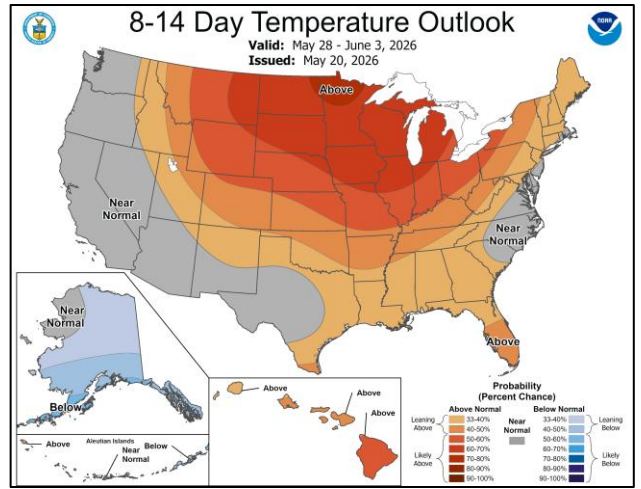 8-14 Day Temperature Outlook
Valid: May 28 - June 3, 2026
Issued: May 20, 2026
NOAA
Above
Near
Normal
Near
Normal
Above
Near
Normal
Below
Above
Aleutian Islands
Near
Normal
Below
Above
Above
Above
Above
Probability
(Percent Chance)
Above Normal
Below Normal
Leaning
Above
33-40%
40-50%
50-60%
60-70%
70-80%
80-90%
90-100%
Likely
Above
Near
Normal
33-40%
40-50%
50-60%
60-70%
70-80%
80-90%
90-100%
Leaning
Below
Likely
Below